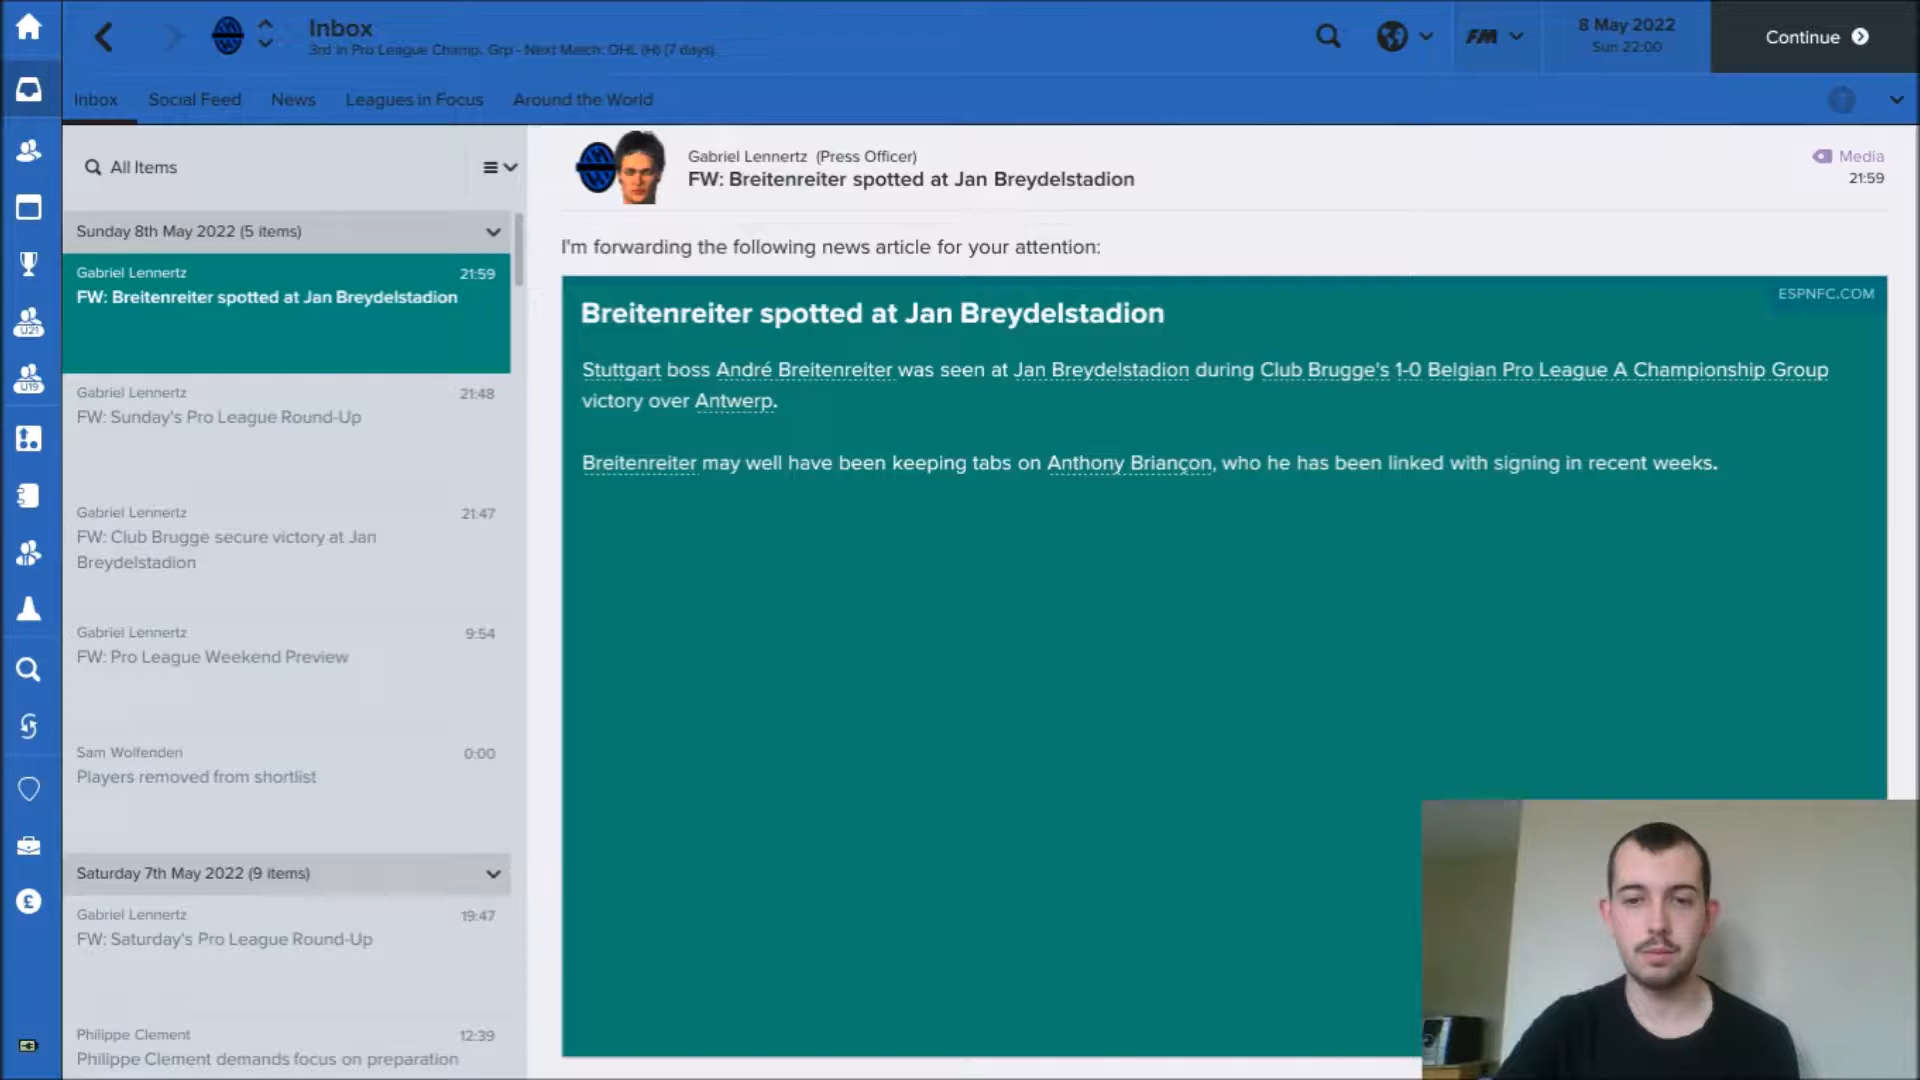 Inbox
3rd in Pro League Champ. Grp - Next Match: OHL (H) (7 days)
FM
8 May 2022
Sun 22:00
Continue
Inbox
Social Feed
News
Leagues in Focus
Around the World
?
All Items
Sunday 8th May 2022 (5 items)
Gabriel Lennertz 21:59
FW: Breitenreiter spotted at Jan Breydelstadion
Gabriel Lennertz 21:48
FW: Sunday's Pro League Round-Up
Gabriel Lennertz 21:47
FW: Club Brugge secure victory at Jan
Breydelstadion
Gabriel Lennertz 9:54
FW: Pro League Weekend Preview
Sam Wolfenden 0:00
Players removed from shortlist
Saturday 7th May 2022 (9 items)
Gabriel Lennertz 19:47
FW: Saturday's Pro League Round-Up
Philippe Clement 12:39
Philippe Clement demands focus on preparation
U21
U19
£
Gabriel Lennertz (Press Officer)
FW: Breitenreiter spotted at Jan Breydelstadion
Media
21:59
I'm forwarding the following news article for your attention:
ESPNFC.COM
Breitenreiter spotted at Jan Breydelstadion
Stuttgart boss André Breitenreiter was seen at Jan Breydelstadion during Club Brugge's 1-0 Belgian Pro League A Championship Group
victory over Antwerp.
Breitenreiter may well have been keeping tabs on Anthony Briançon, who he has been linked with signing in recent weeks.